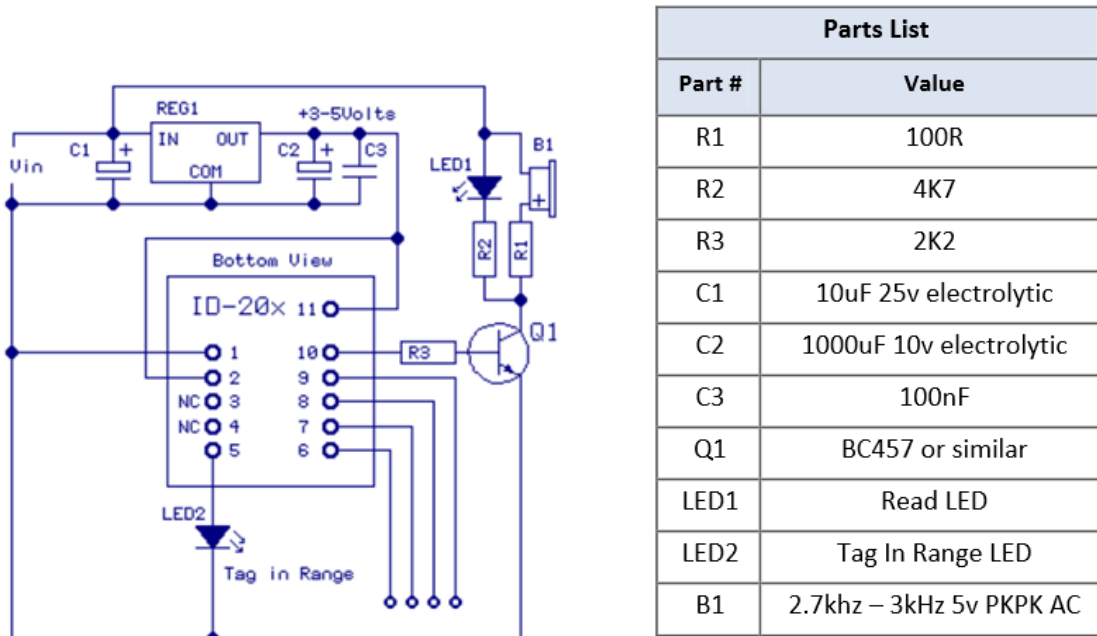 REG1
+3-5Volts
IN OUT
COM
Vin
C1 +
C2 +
C3
LED1
B1
+
R2
R1
Bottom View
ID-20x 11
1
2
NC 3
NC 4
5
10
9
8
7
6
R3
Q1
LED2
Tag in Range
Parts List
Part # Value
R1 100R
R2 4K7
R3 2K2
C1 10uF 25v electrolytic
C2 1000uF 10v electrolytic
C3 100nF
Q1 BC457 or similar
LED1 Read LED
LED2 Tag In Range LED
B1 2.7khz – 3kHz 5v PKPK AC